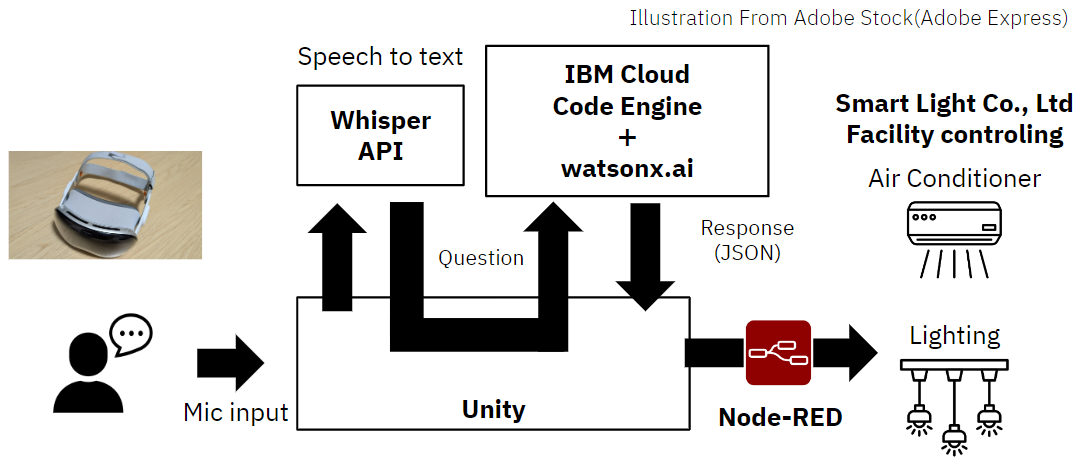 Illustration From Adobe Stock(Adobe Express)
Speech to text
Whisper
API
IBM Cloud
Code Engine
+
watsonx.ai
Smart Light Co., Ltd
Facility controling
Air Conditioner
Question
Response
(JSON)
Lighting
Mic input
Unity
Node-RED